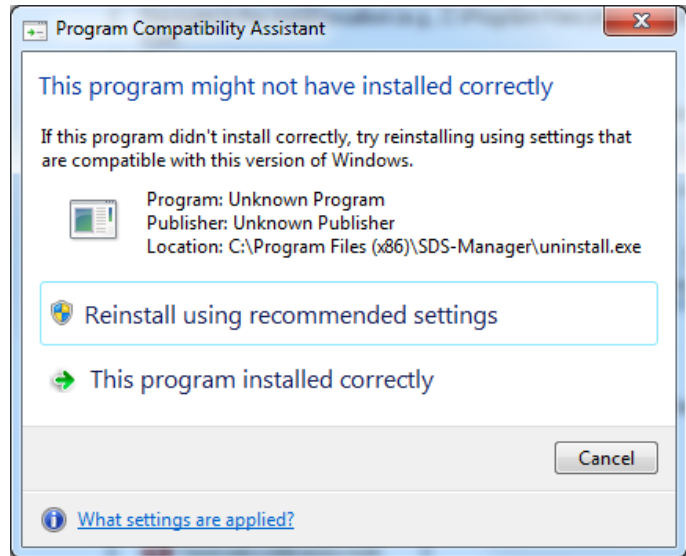 Program Compatibility Assistant
This program might not have installed correctly
If this program didn't install correctly, try reinstalling using settings that
are compatible with this version of Windows.
Program: Unknown Program
Publisher: Unknown Publisher
Location: C:\Program Files (x86)\SDS-Manager\uninstall.exe
Reinstall using recommended settings
This program installed correctly
Cancel
What settings are applied?